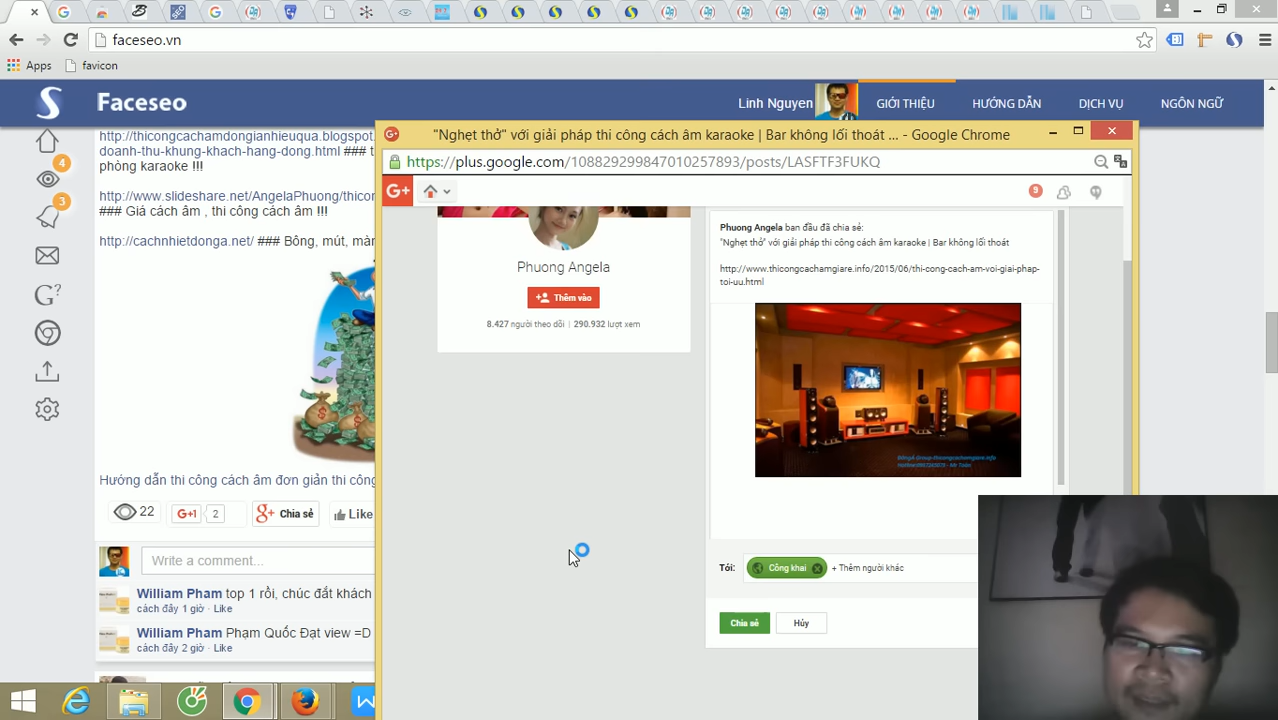 faceseo.vn
Apps
favicon
Faceseo
Linh Nguyen
GIỚI THIỆU
HƯỚNG DẪN
DỊCH VỤ
NGÔN NGỮ
http://thicongcachamdongianhieuqua.blogspot.
doanh-thu-khung-khach-hang-dong.html ### t
phòng karaoke !!!
http://www.slideshare.net/AngelaPhuong/thico
### Giá cách âm , thi công cách âm !!!
http://cachnhietdonga.net/ ### Bông, mút, màn
4
3
Hướng dẫn thi công cách âm đơn giản thi công
22
G+1
2
Chia sẻ
Like
Write a comment...
William Pham top 1 rồi, chúc đắt khách
cách đây 1 giờ · Like
William Pham Phạm Quốc Đạt view =D
cách đây 2 giờ · Like
"Nghẹt thở" với giải pháp thi công cách âm karaoke | Bar không lối thoát ... - Google Chrome
https://plus.google.com/108829299847010257893/posts/LASFTF3FUKQ
G+
9
Phuong Angela
Thêm vào
8.427 người theo dõi | 290.932 lượt xem
Phuong Angela ban đầu đã chia sẻ:
"Nghẹt thở" với giải pháp thi công cách âm karaoke | Bar không lối thoát
http://www.thicongcachamgiare.info/2015/06/thi-cong-cach-am-voi-giai-phap-
toi-uu.html
Tới:
Công khai
+ Thêm người khác
Chia sẻ
Hủy